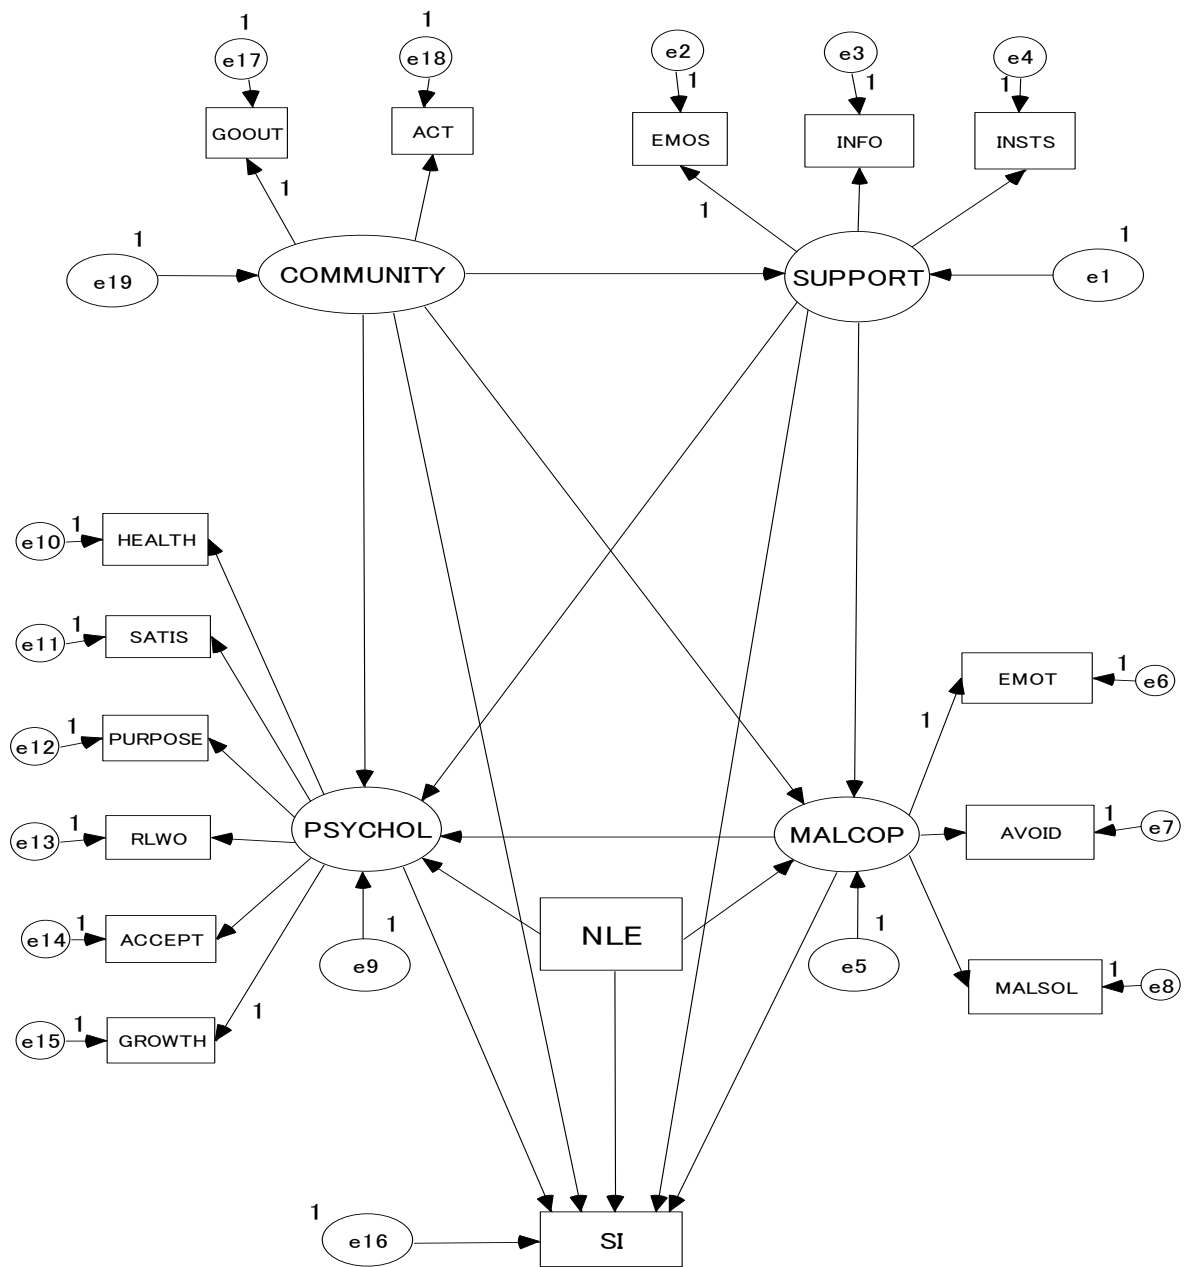 1
1
e17
e18
e2
e3
e4
1
1
1
GOOUT
ACT
EMOS
INFO
INSTS
1
1
1
1
e19
COMMUNITY
SUPPORT
e1
e10
1
HEALTH
e11
1
SATIS
EMOT
1
e6
e12
1
PURPOSE
1
e13
1
RLWO
PSYCHOL
MALCOP
AVOID
1
e7
e14
1
ACCEPT
NLE
1
1
e9
e5
MALSOL
1
e8
e15
1
GROWTH
1
1
e16
SI